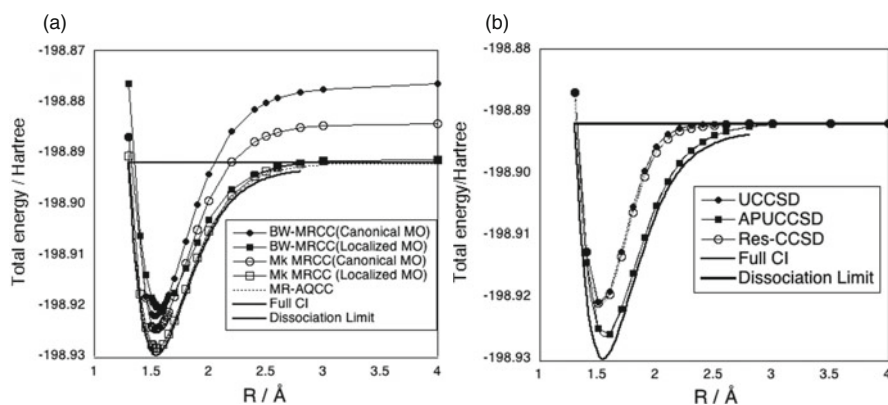 (a)
Total energy / Hartree
-198.87
-198.88
-198.89
-198.90
-198.91
-198.92
-198.93
BW-MRCC(Canonical MO)
BW-MRCC(Localized MO)
Mk MRCC(Canonical MO)
Mk MRCC (Localized MO)
MR-AQCC
Full CI
Dissociation Limit
1 1.5 2 2.5 3 3.5 4
R / Å
(b)
Total energy/Hartree
-198.88
-198.89
-198.90
-198.91
-198.92
-198.93
UCCSD
APUCCSD
Res-CCSD
Full CI
Dissociation Limit
1 1.5 2 2.5 3 3.5 4
R / Å